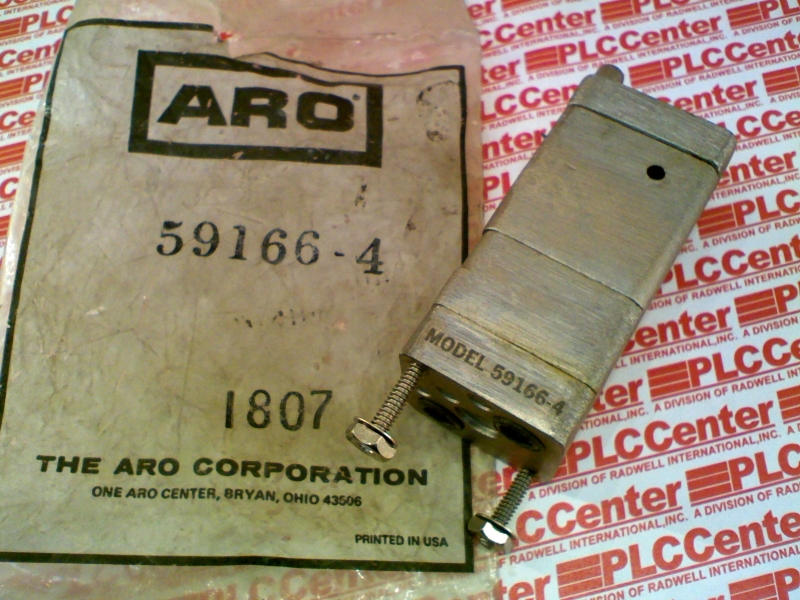 ARO
59166-4
1807
THE ARO CORPORATION
ONE ARO CENTER, BRYAN, OHIO 43506
PRINTED IN USA
MODEL 59166-4
PLCCenter
A DIVISION OF RADWELL INTERNATIONAL,INC.